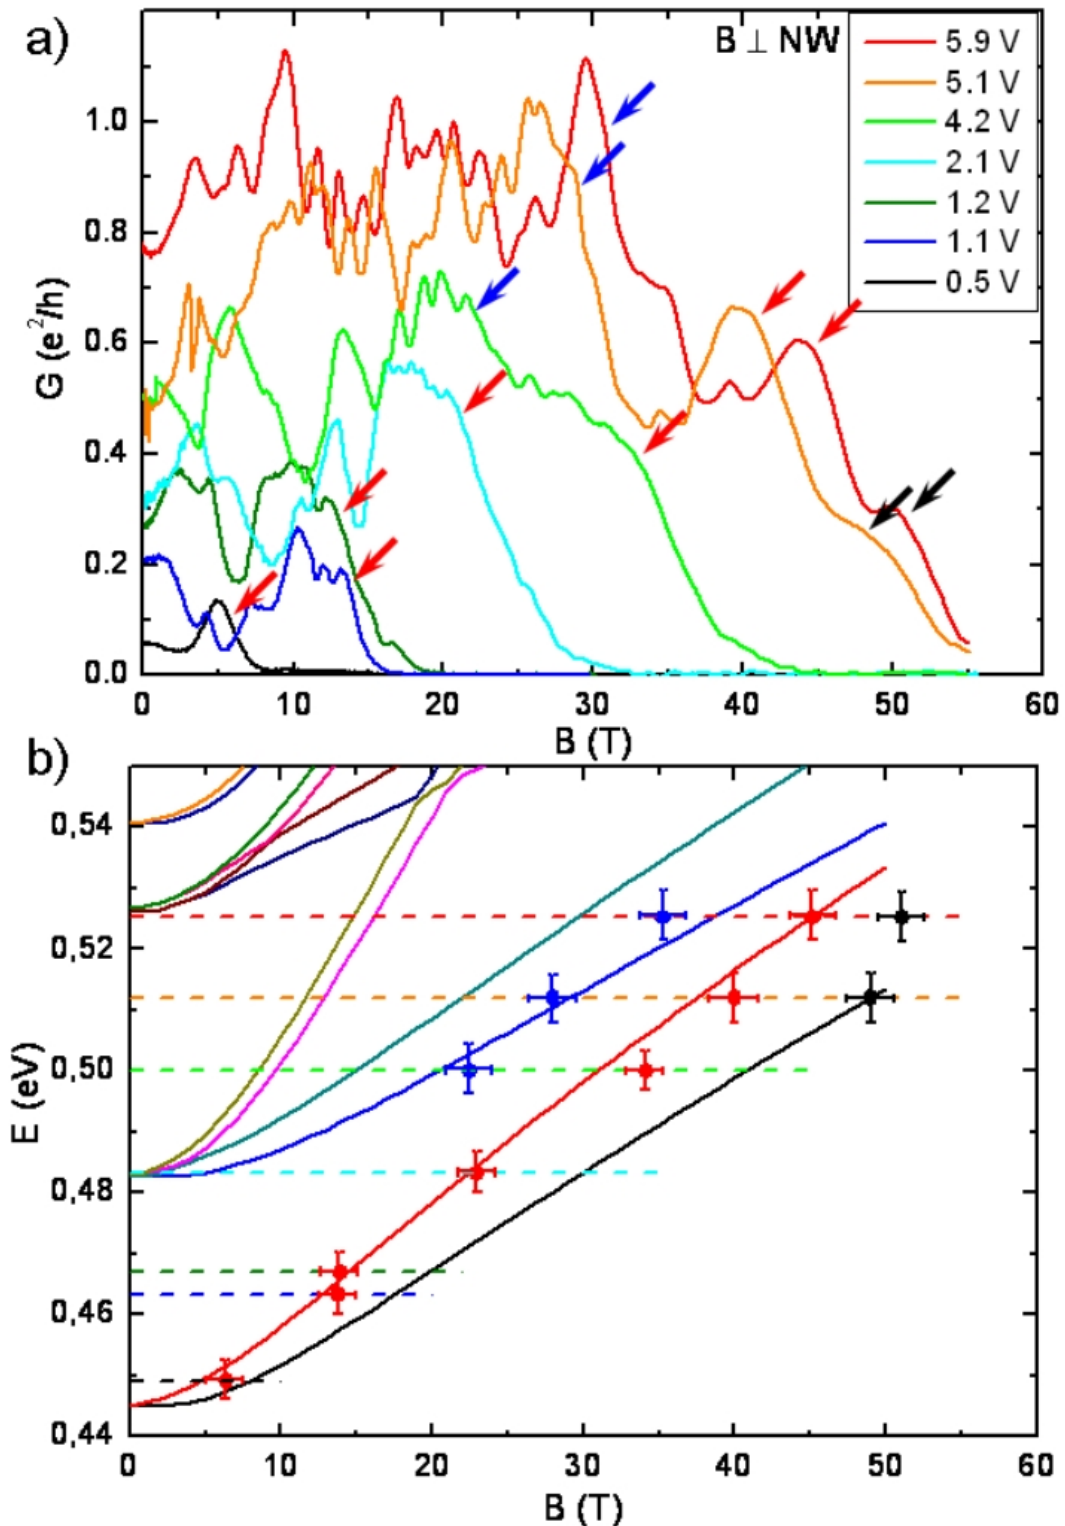 a)
B ⊥ NW
5.9 V
5.1 V
4.2 V
2.1 V
1.2 V
1.1 V
0.5 V
1.0
0.8
0.6
0.4
0.2
0.0
G (e²/h)
0 10 20 30 40 50 60
B (T)
b)
0,54
0,52
0,50
0,48
0,46
0,44
E (eV)
0 10 20 30 40 50 60
B (T)